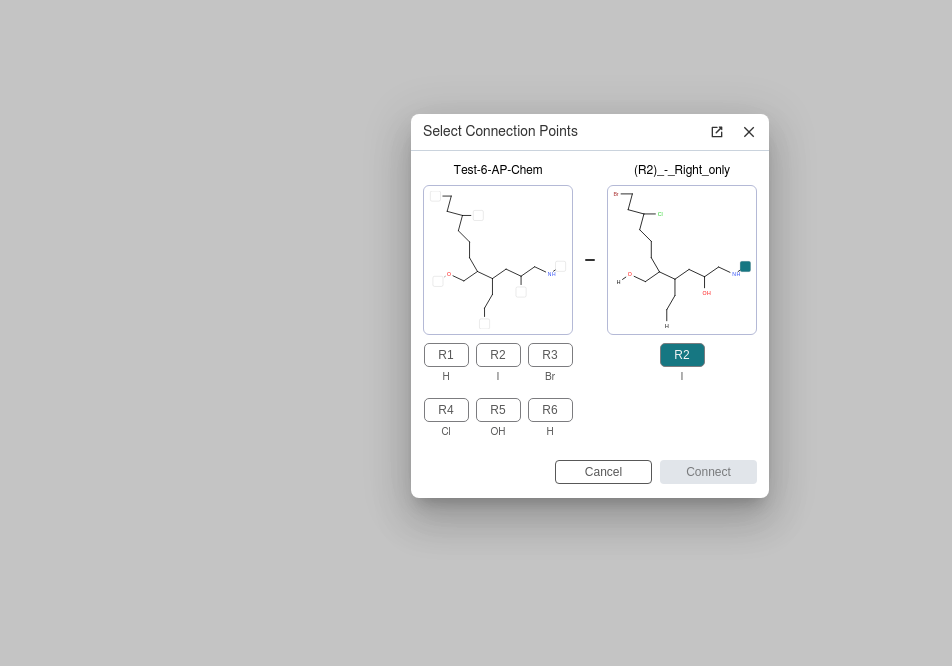 Select Connection Points
Test-6-AP-Chem
(R2)_-_Right_only
Br
Cl
O
NH
H
O
NH
OH
H
R1 R2 R3
H I Br
R2
I
R4 R5 R6
Cl OH H
Cancel Connect